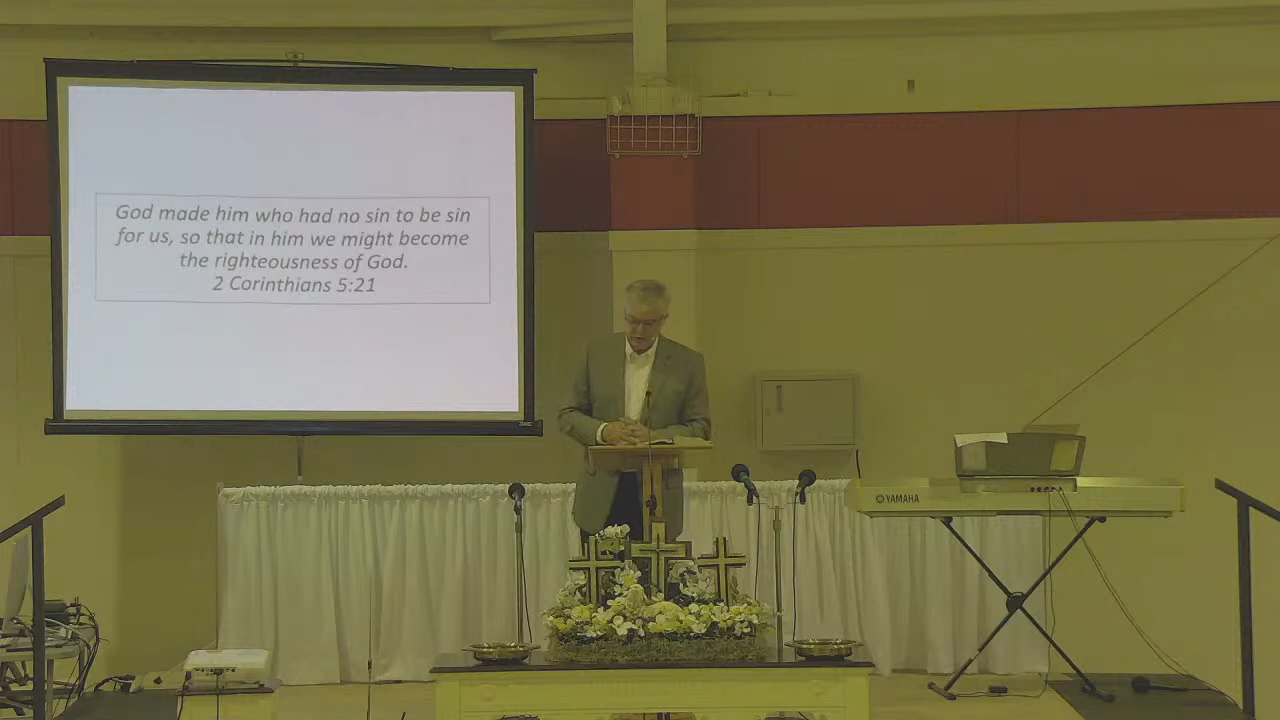 God made him who had no sin to be sin
for us, so that in him we might become
the righteousness of God.
2 Corinthians 5:21
YAMAHA